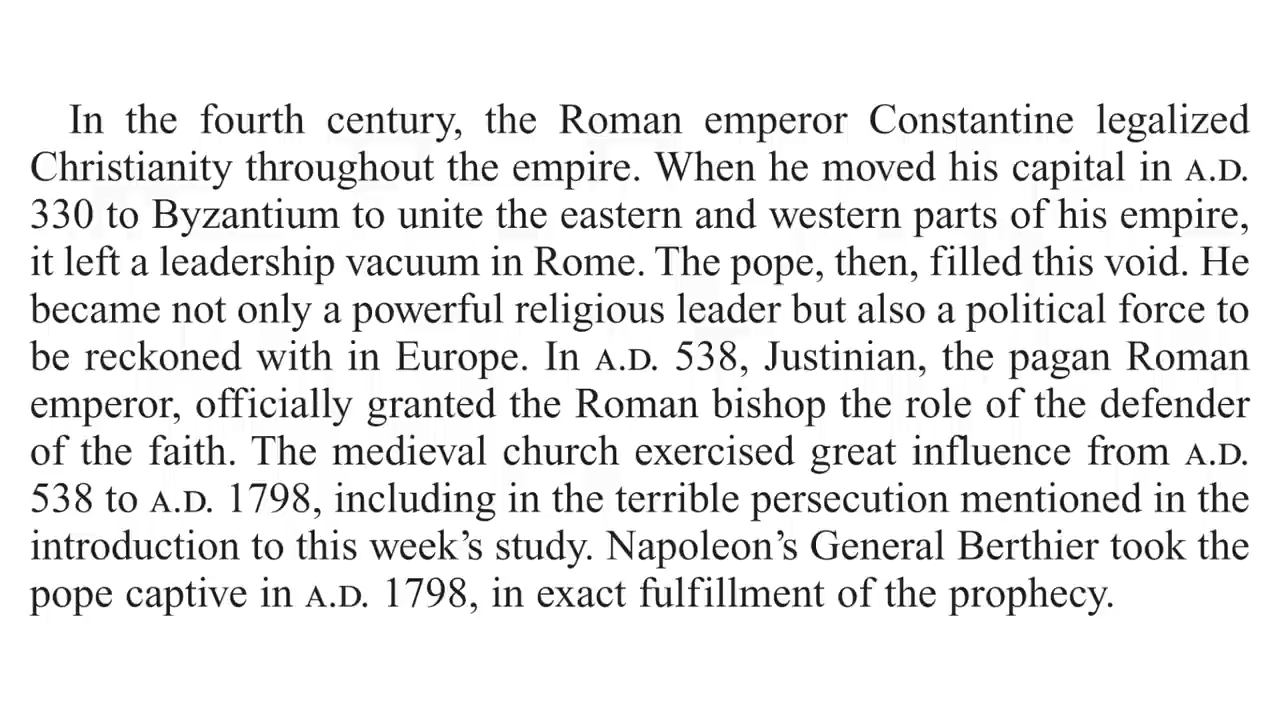 In the fourth century, the Roman emperor Constantine legalized
Christianity throughout the empire. When he moved his capital in A.D.
330 to Byzantium to unite the eastern and western parts of his empire,
it left a leadership vacuum in Rome. The pope, then, filled this void. He
became not only a powerful religious leader but also a political force to
be reckoned with in Europe. In A.D. 538, Justinian, the pagan Roman
emperor, officially granted the Roman bishop the role of the defender
of the faith. The medieval church exercised great influence from A.D.
538 to A.D. 1798, including in the terrible persecution mentioned in the
introduction to this week’s study. Napoleon’s General Berthier took the
pope captive in A.D. 1798, in exact fulfillment of the prophecy.